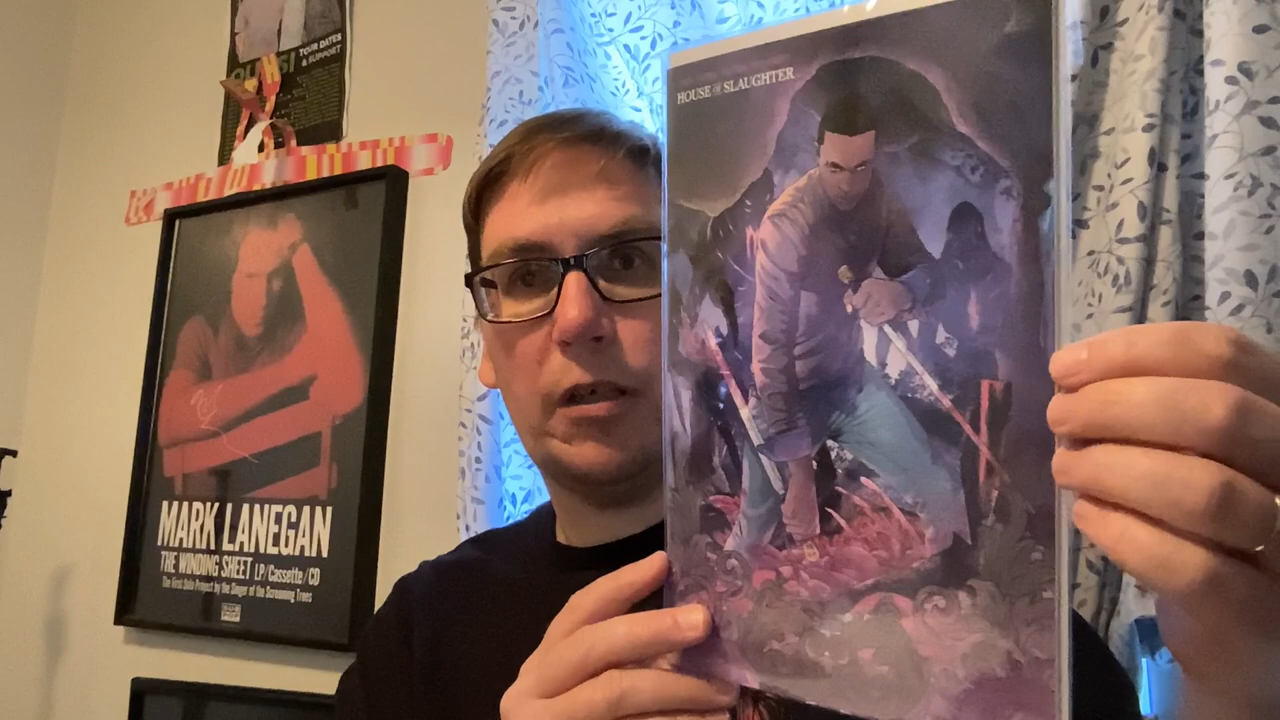 TOUR DATES
& SUPPORT
MARK LANEGAN
THE WINDING SHEET LP/Cassette/CD
The First Solo Project by the Singer of the Screaming Trees
HOUSE OF SLAUGHTER